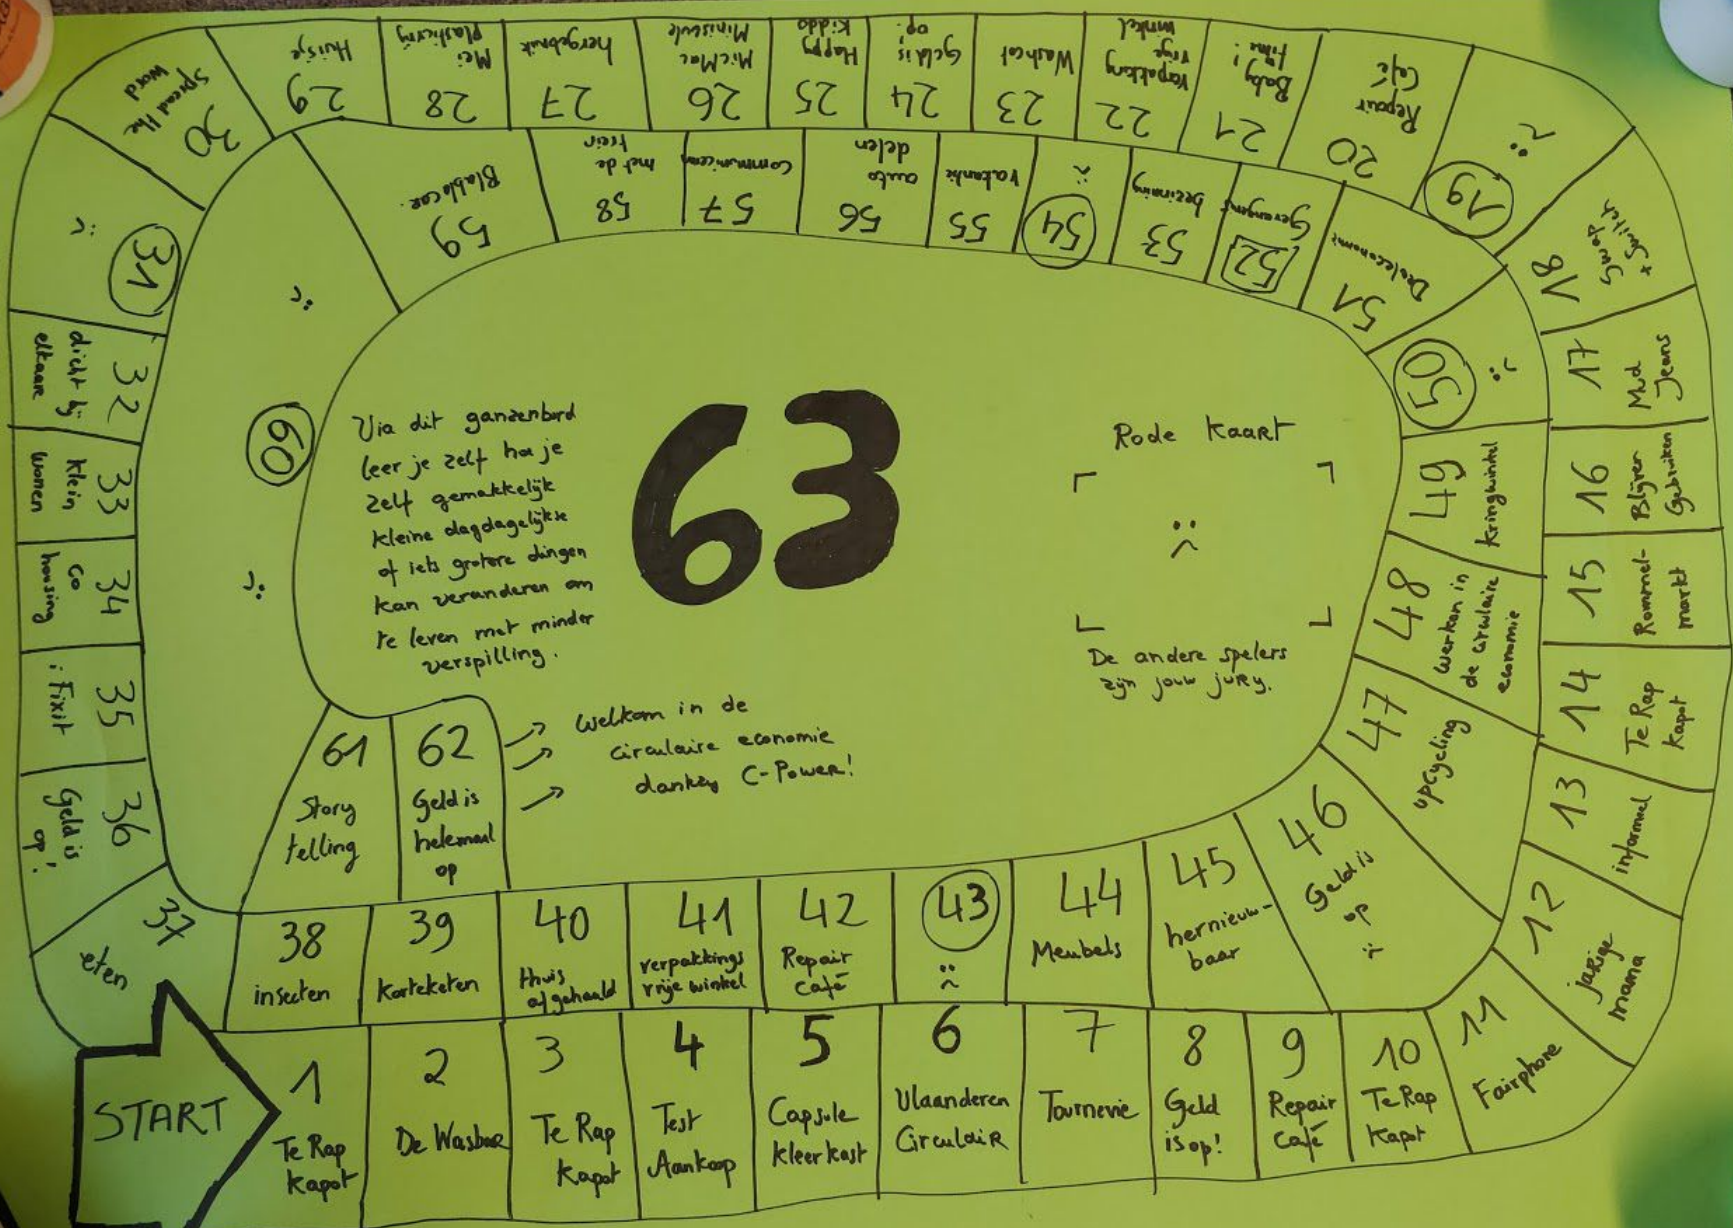 START
1
Te Rap
kapot
2
De Wasbar
3
Te Rap
kapot
4
Test
Aankoop
5
Capsule
kleerkast
6
Vlaanderen
Circulair
7
Tournevie
8
Geld
is op!
9
Repair
café
10
Te Rap
kapot
11
Fairphone
12
jarige
mama
13
informeel
14
Te Rap
kapot
15
Rommel-
markt
16
Blijven
Gebruiken
17
Mud
Jeans
18
Swap
+ Switch
19
:(
20
Repair
Café
21
Baby!
Time!
22
verpakking
vrije
winkel
23
Washcot
24
Geld is
op!
25
Happy
Kiddo
26
MicMac
Miniscule
27
hergebruik
28
Mei
Plasticvrij
29
Huisje
30
Spread the
word
31
:(
32
dicht bij
elkaar
33
klein
wonen
34
co
housing
35
iFixit
36
Geld is
op!
37
eten
38
insecten
39
Korteketen
40
thuis
afgehaald
41
verpakkings
vrije winkel
42
Repair
café
43
:(
44
Meubels
45
hernieuw-
baar
46
Geld is
op
:(
47
upcycling
48
werken in
de circulaire
economie
49
kringwinkel
50
:(
51
Deeleconomie
52
Gevangenis
53
bezinning
54
:(
55
vakantie
56
auto
delen
57
58
met de
trein
59
Blablacar.
60
:(
:(
61
Story
telling
62
Geld is
helemaal
op
→ Welkom in de
→ circulaire economie
→ dankzij C-Power!
63
Via dit ganzenbord
leer je zelf hoe je
zelf gemakkelijk
kleine dagdagelijkse
of iets grotere dingen
kan veranderen om
te leven met minder
verspilling.
Rode kaart
:(
De andere spelers
zijn jouw jury.